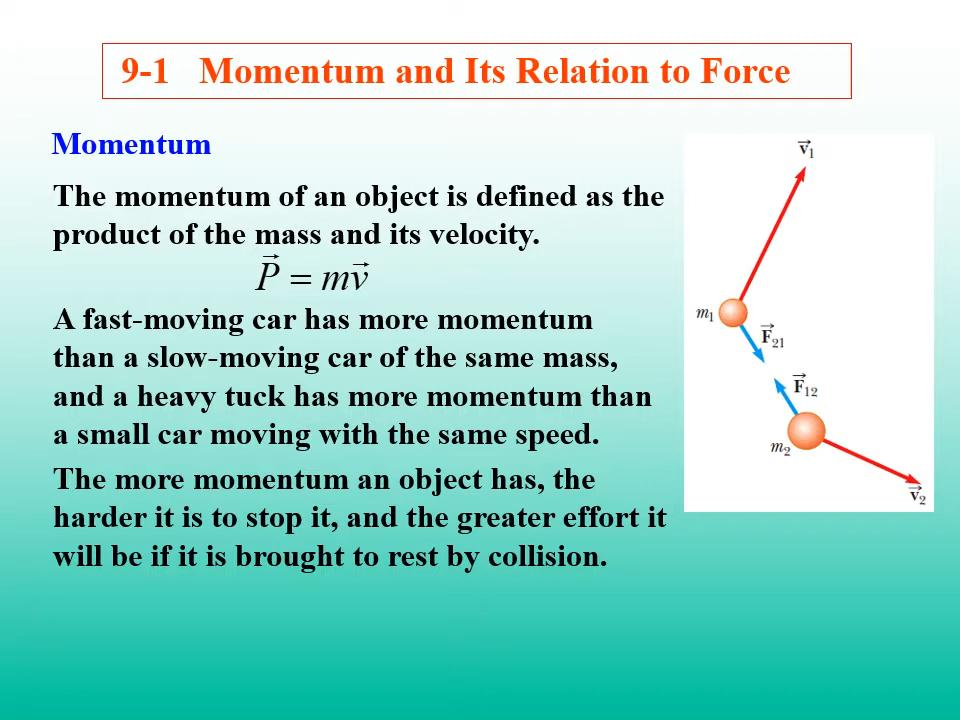 9-1 Momentum and Its Relation to Force
Momentum
The momentum of an object is defined as the
product of the mass and its velocity.
P⃗ = mv⃗
A fast-moving car has more momentum
than a slow-moving car of the same mass,
and a heavy tuck has more momentum than
a small car moving with the same speed.
The more momentum an object has, the
harder it is to stop it, and the greater effort it
will be if it is brought to rest by collision.
v⃗₁
m₁
F⃗₂₁
F⃗₁₂
m₂
v⃗₂